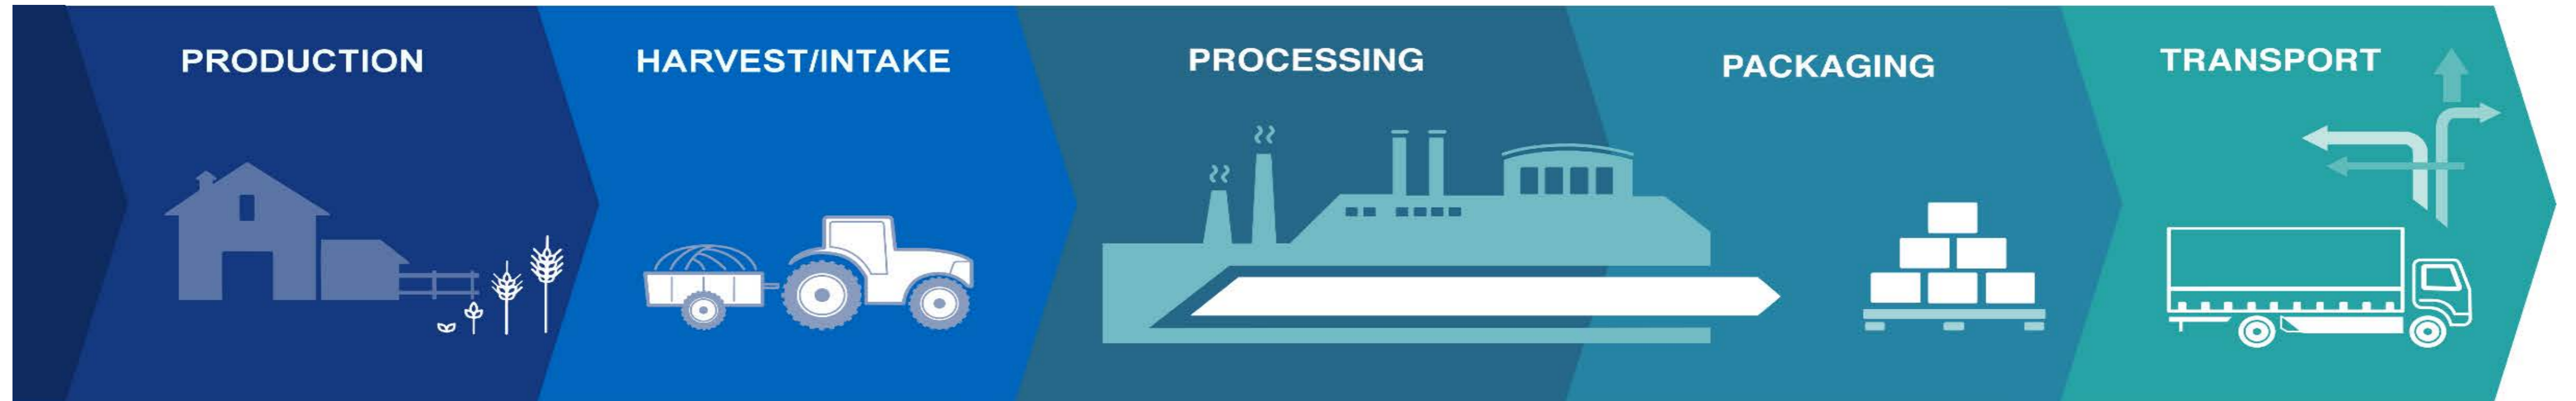 PRODUCTION
HARVEST/INTAKE
PROCESSING
PACKAGING
TRANSPORT